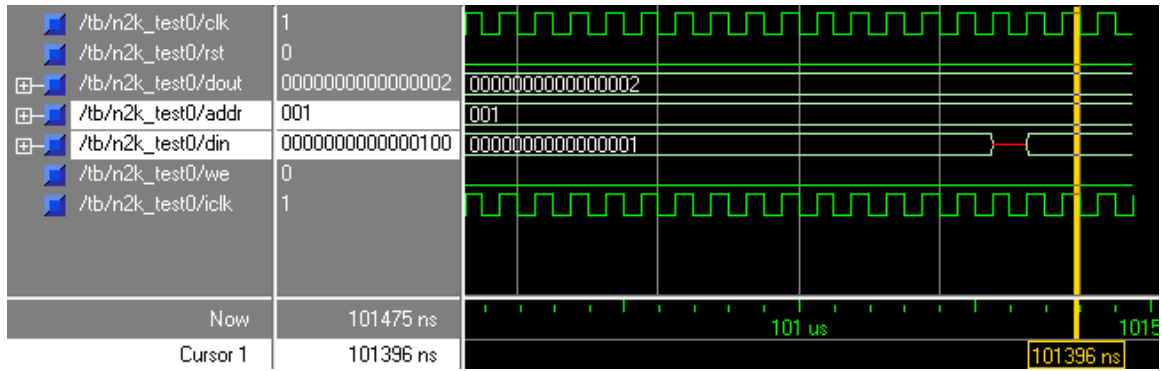 /tb/n2k_test0/clk 1
/tb/n2k_test0/rst 0
/tb/n2k_test0/dout 0000000000000002 0000000000000002
/tb/n2k_test0/addr 001 001
/tb/n2k_test0/din 0000000000000100 0000000000000001
/tb/n2k_test0/we 0
/tb/n2k_test0/iclk 1
Now 101475 ns 101 us 1015
Cursor 1 101396 ns 101396 ns